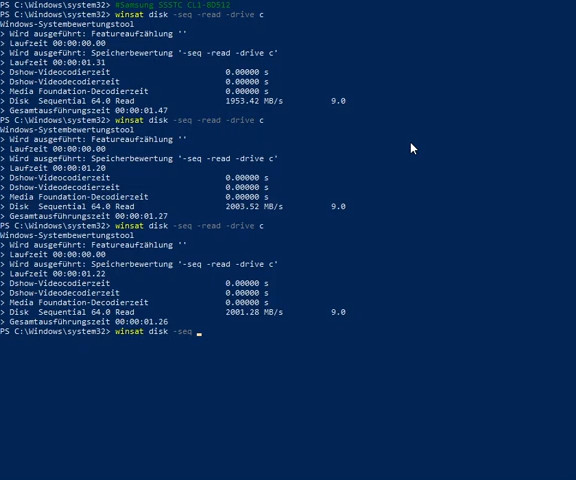 PS C:\Windows\system32> #Samsung SSSTC CL1-8D512
PS C:\Windows\system32> winsat disk -seq -read -drive c
Windows-Systembewertungstool
> Wird ausgeführt: Featureaufzählung ''
> Laufzeit 00:00:00.00
> Wird ausgeführt: Speicherbewertung '-seq -read -drive c'
> Laufzeit 00:00:01.31
> Dshow-Videocodierzeit 0.00000 s
> Dshow-Videodecodierzeit 0.00000 s
> Media Foundation-Decodierzeit 0.00000 s
> Disk  Sequential 64.0 Read 1953.42 MB/s 9.0
> Gesamtausführungszeit 00:00:01.47
PS C:\Windows\system32> winsat disk -seq -read -drive c
Windows-Systembewertungstool
> Wird ausgeführt: Featureaufzählung ''
> Laufzeit 00:00:00.00
> Wird ausgeführt: Speicherbewertung '-seq -read -drive c'
> Laufzeit 00:00:01.20
> Dshow-Videocodierzeit 0.00000 s
> Dshow-Videodecodierzeit 0.00000 s
> Media Foundation-Decodierzeit 0.00000 s
> Disk  Sequential 64.0 Read 2003.52 MB/s 9.0
> Gesamtausführungszeit 00:00:01.27
PS C:\Windows\system32> winsat disk -seq -read -drive c
Windows-Systembewertungstool
> Wird ausgeführt: Featureaufzählung ''
> Laufzeit 00:00:00.00
> Wird ausgeführt: Speicherbewertung '-seq -read -drive c'
> Laufzeit 00:00:01.22
> Dshow-Videocodierzeit 0.00000 s
> Dshow-Videodecodierzeit 0.00000 s
> Media Foundation-Decodierzeit 0.00000 s
> Disk  Sequential 64.0 Read 2001.28 MB/s 9.0
> Gesamtausführungszeit 00:00:01.26
PS C:\Windows\system32> winsat disk -seq _